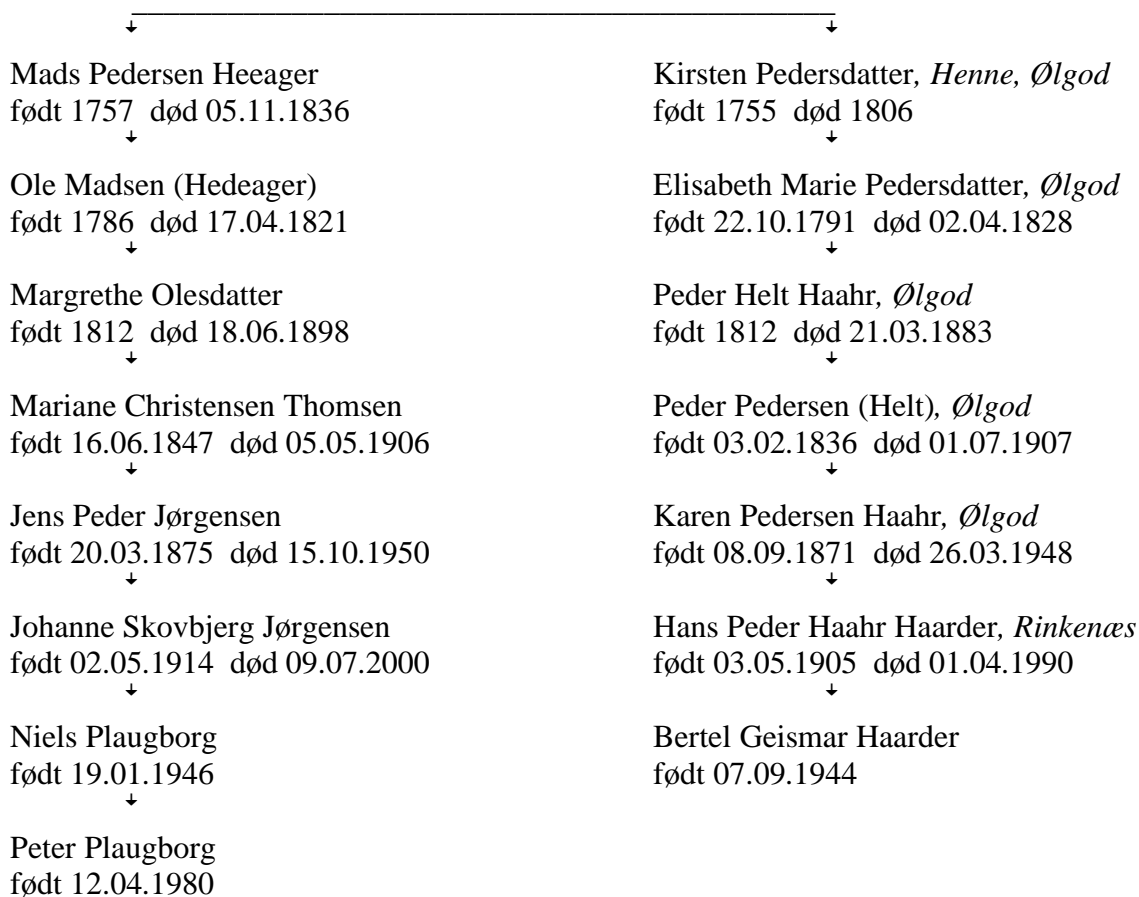 Mads Pedersen Heeager
født 1757  død 05.11.1836
Ole Madsen (Hedeager)
født 1786  død 17.04.1821
Margrethe Olesdatter
født 1812  død 18.06.1898
Mariane Christensen Thomsen
født 16.06.1847  død 05.05.1906
Jens Peder Jørgensen
født 20.03.1875  død 15.10.1950
Johanne Skovbjerg Jørgensen
født 02.05.1914  død 09.07.2000
Niels Plaugborg
født 19.01.1946
Peter Plaugborg
født 12.04.1980
Kirsten Pedersdatter, Henne, Ølgod
født 1755  død 1806
Elisabeth Marie Pedersdatter, Ølgod
født 22.10.1791  død 02.04.1828
Peder Helt Haahr, Ølgod
født 1812  død 21.03.1883
Peder Pedersen (Helt), Ølgod
født 03.02.1836  død 01.07.1907
Karen Pedersen Haahr, Ølgod
født 08.09.1871  død 26.03.1948
Hans Peder Haahr Haarder, Rinkenæs
født 03.05.1905  død 01.04.1990
Bertel Geismar Haarder
født 07.09.1944